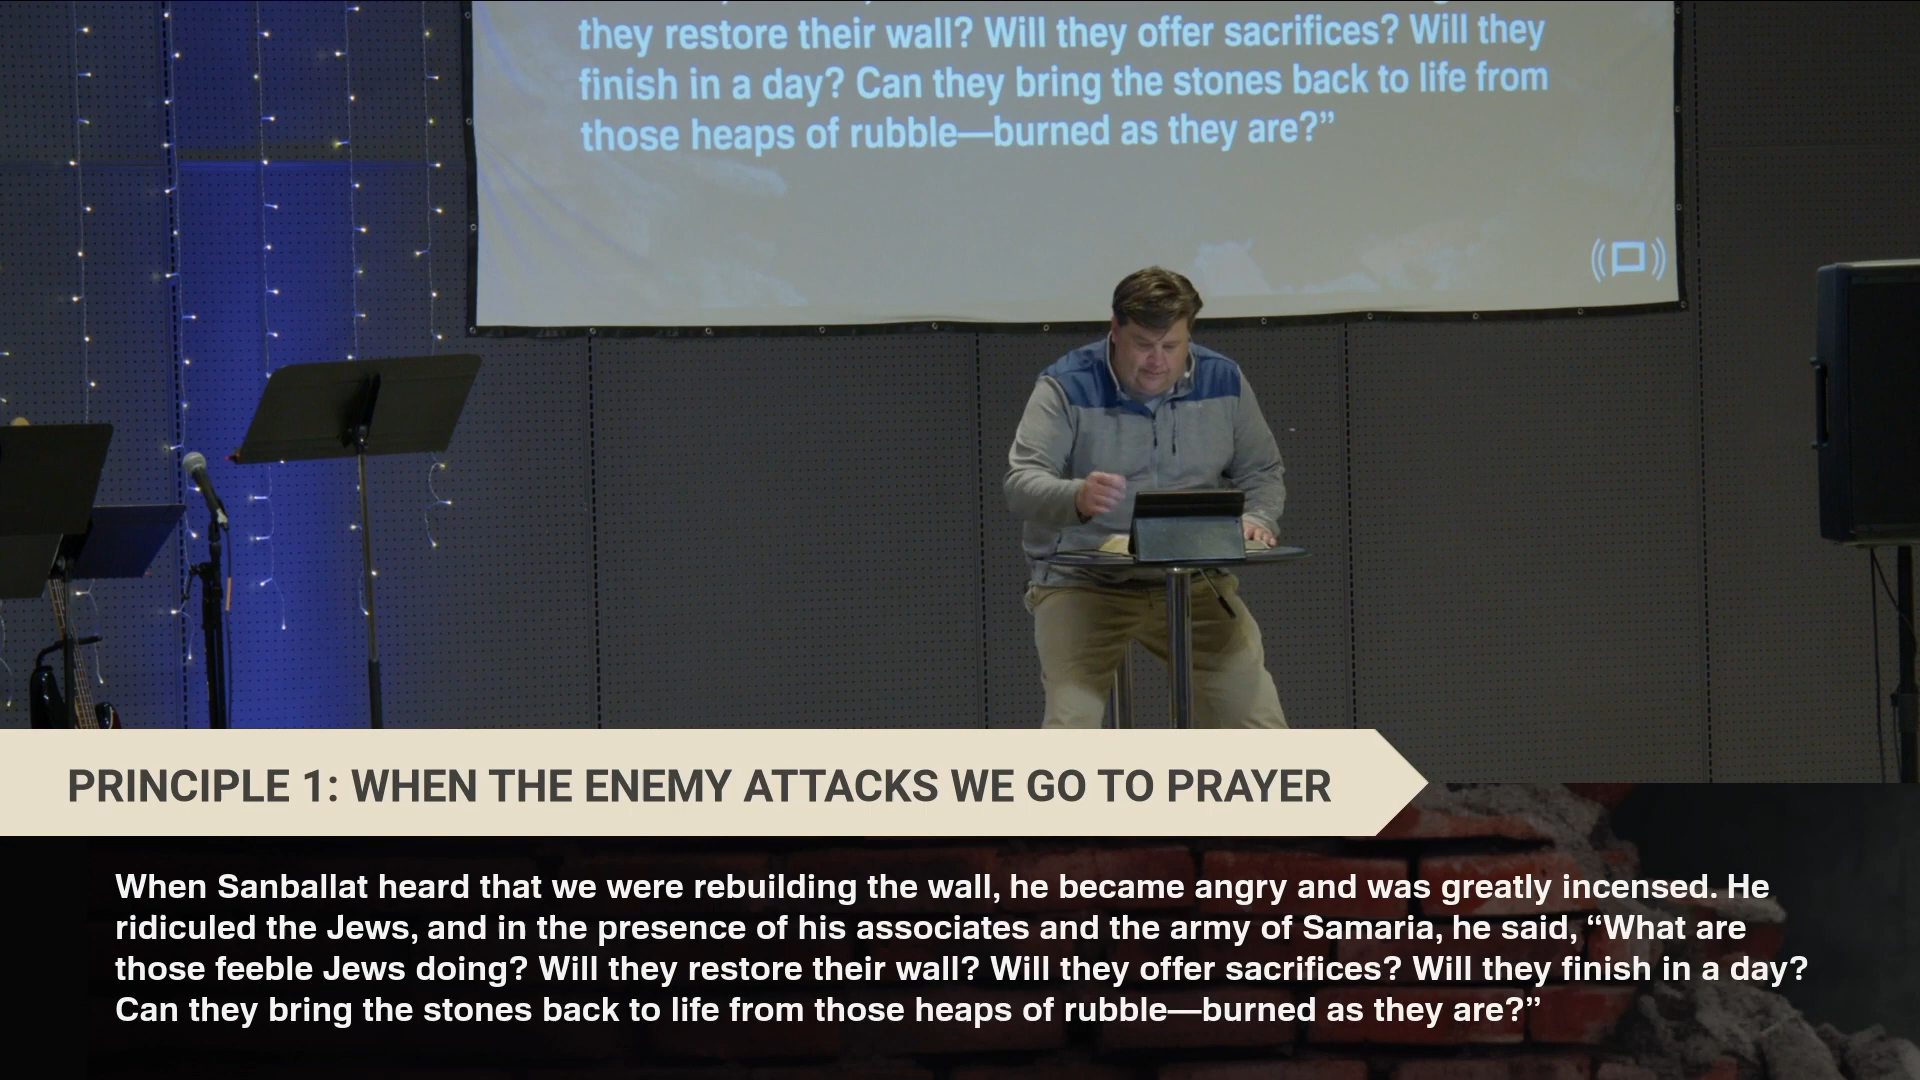 they restore their wall? Will they offer sacrifices? Will they
finish in a day? Can they bring the stones back to life from
those heaps of rubble—burned as they are?”
PRINCIPLE 1: WHEN THE ENEMY ATTACKS WE GO TO PRAYER
When Sanballat heard that we were rebuilding the wall, he became angry and was greatly incensed. He
ridiculed the Jews, and in the presence of his associates and the army of Samaria, he said, “What are
those feeble Jews doing? Will they restore their wall? Will they offer sacrifices? Will they finish in a day?
Can they bring the stones back to life from those heaps of rubble—burned as they are?”